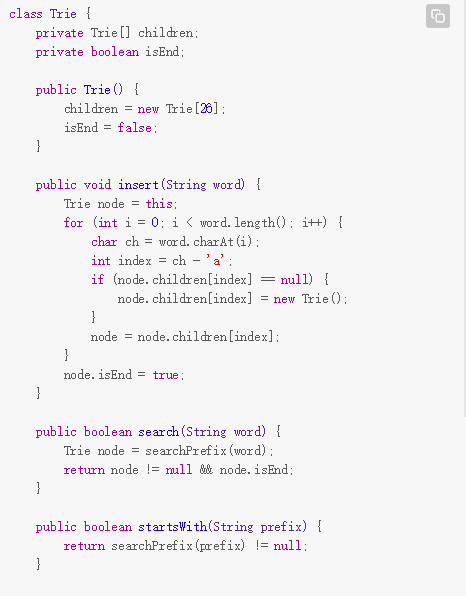 class Trie {
    private Trie[] children;
    private boolean isEnd;

    public Trie() {
        children = new Trie[26];
        isEnd = false;
    }

    public void insert(String word) {
        Trie node = this;
        for (int i = 0; i < word.length(); i++) {
            char ch = word.charAt(i);
            int index = ch - 'a';
            if (node.children[index] == null) {
                node.children[index] = new Trie();
            }
            node = node.children[index];
        }
        node.isEnd = true;
    }

    public boolean search(String word) {
        Trie node = searchPrefix(word);
        return node != null && node.isEnd;
    }

    public boolean startsWith(String prefix) {
        return searchPrefix(prefix) != null;
    }